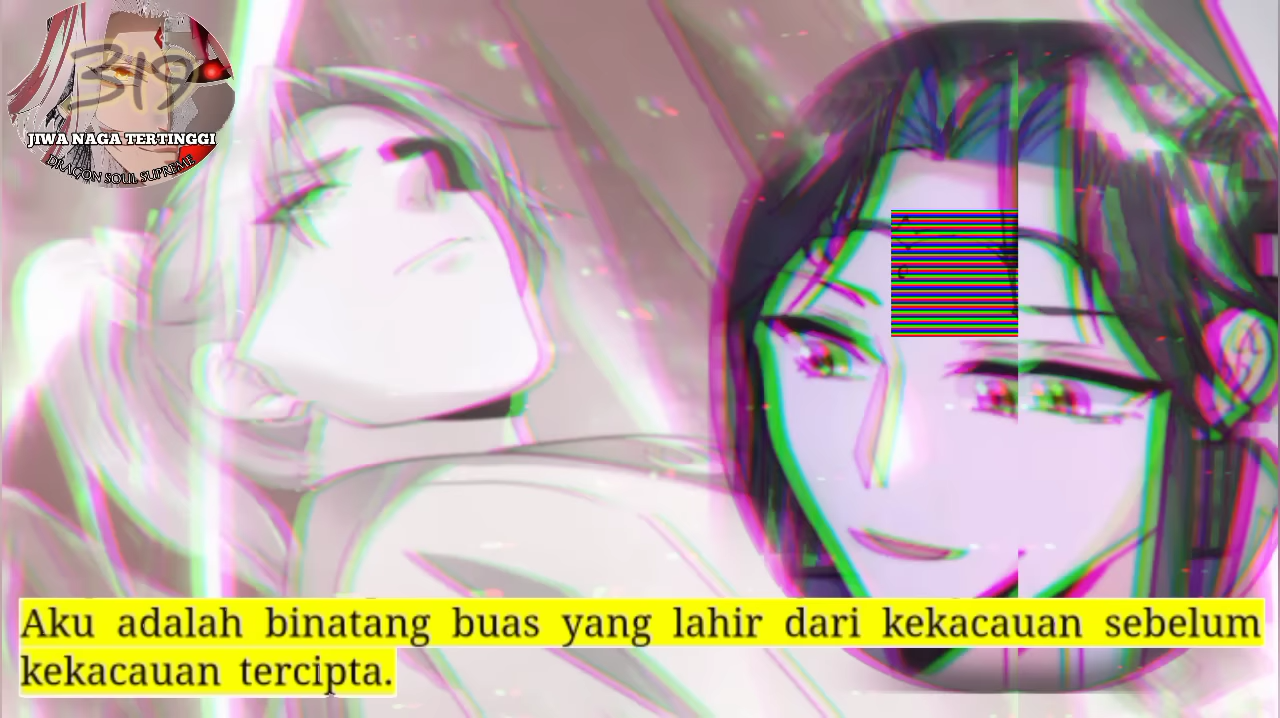 319
JIWA NAGA TERTINGGI
DRAGON SOUL SUPREME
Aku adalah binatang buas yang lahir dari kekacauan sebelum
kekacauan tercipta.